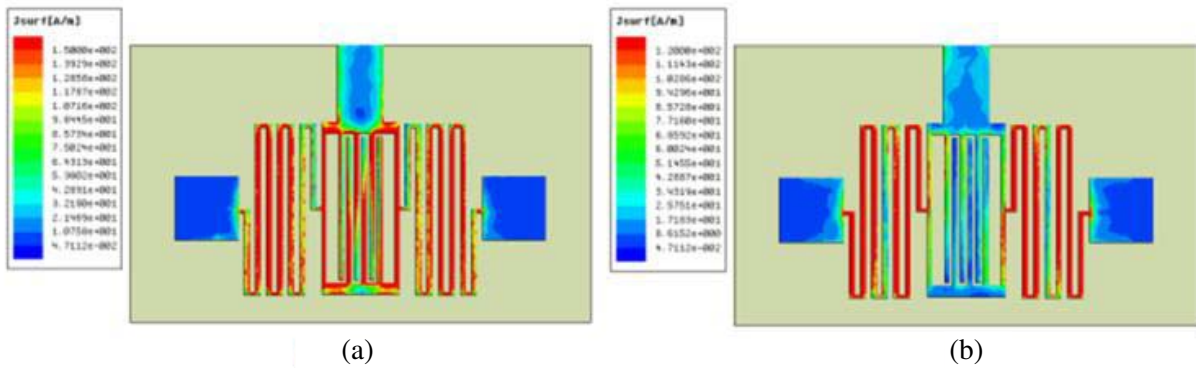 Jsurf[A/m]
1.5000e+002
1.3929e+002
1.2858e+002
1.1787e+002
1.0716e+002
9.6445e+001
8.5734e+001
7.5024e+001
6.4313e+001
5.3602e+001
4.2891e+001
3.2180e+001
2.1469e+001
1.0758e+001
4.7112e-002
(a)
Jsurf[A/m]
1.2000e+002
1.1143e+002
1.0286e+002
9.4296e+001
8.5728e+001
7.7160e+001
6.8592e+001
6.0024e+001
5.1455e+001
4.2887e+001
3.4319e+001
2.5751e+001
1.7183e+001
8.6152e+000
4.7112e-002
(b)